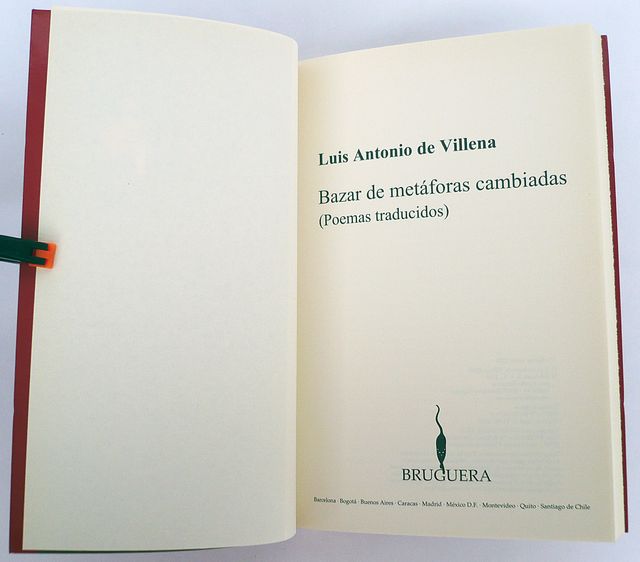 Luis Antonio de Villena
Bazar de metáforas cambiadas
(Poemas traducidos)
BRUGUERA
Barcelona · Bogotá · Buenos Aires · Caracas · Madrid · México D.F. · Montevideo · Quito · Santiago de Chile